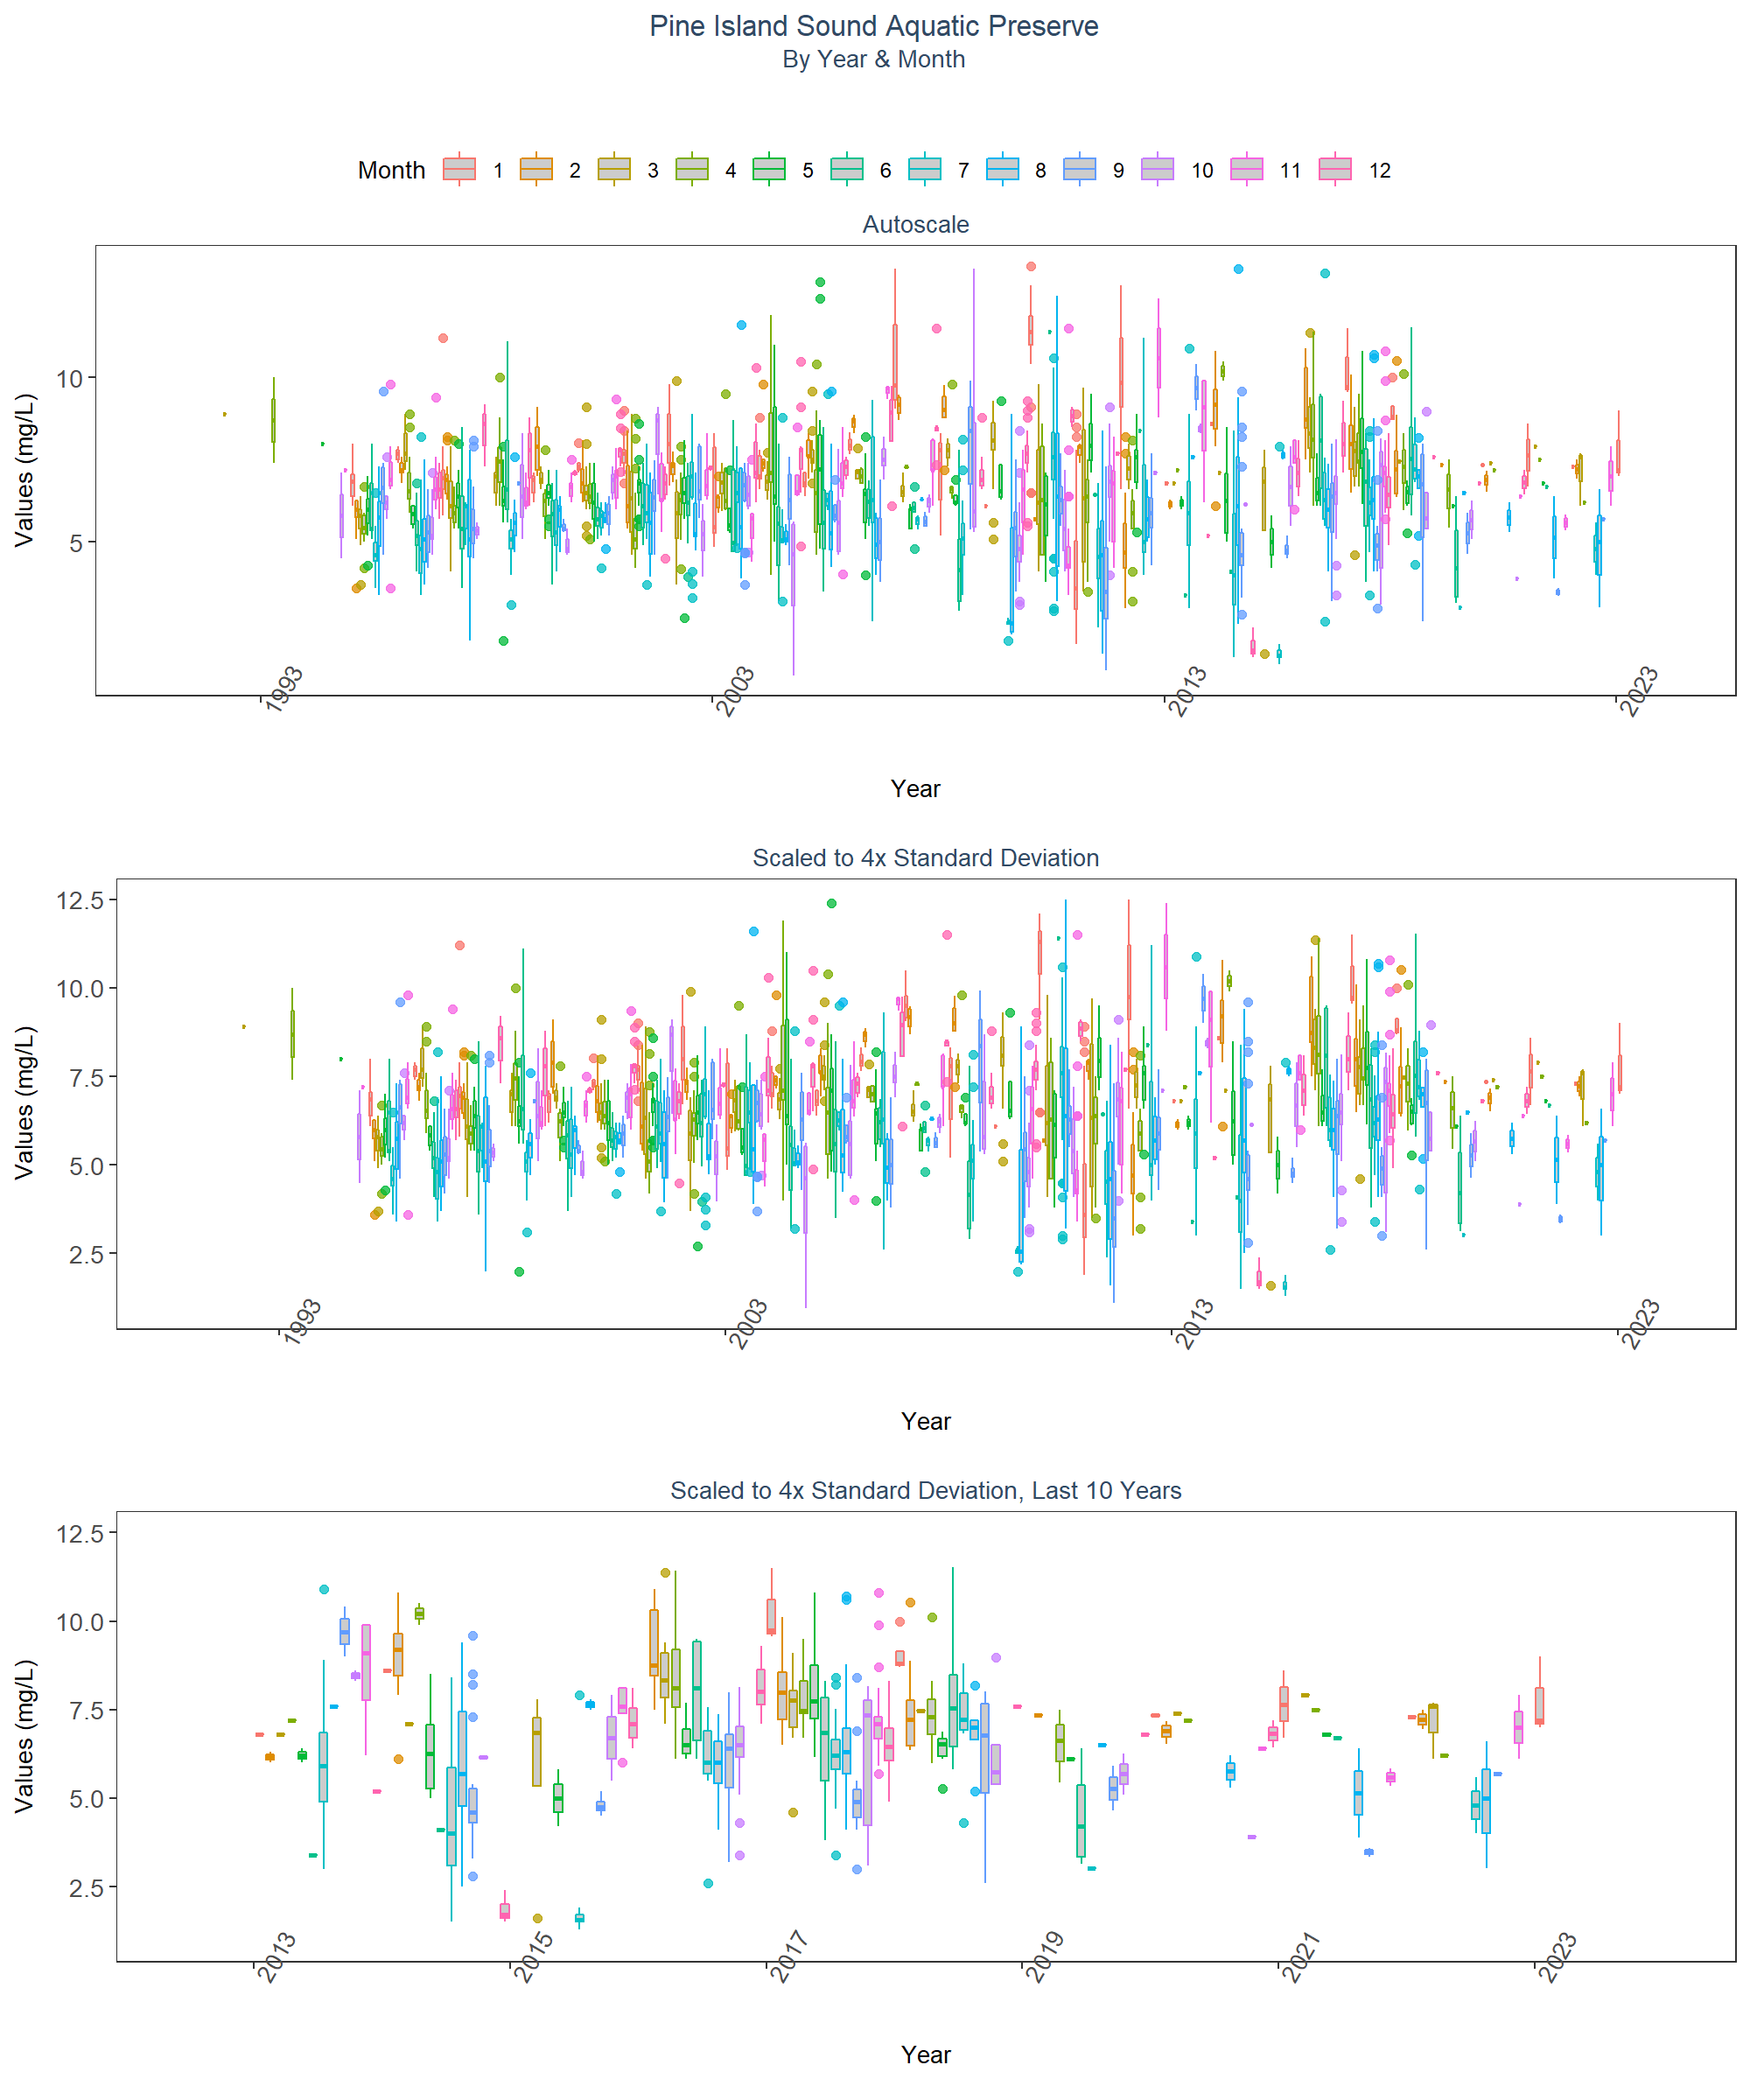 Pine Island Sound Aquatic Preserve
By Year & Month
Month 1 2 3 4 5 6 7 8 9 10 11 12
Autoscale
Values (mg/L)
10
5
1993 2003 2013 2023
Year
Scaled to 4x Standard Deviation
Values (mg/L)
12.5
10.0
7.5
5.0
2.5
1993 2003 2013 2023
Year
Scaled to 4x Standard Deviation, Last 10 Years
Values (mg/L)
12.5
10.0
7.5
5.0
2.5
2013 2015 2017 2019 2021 2023
Year